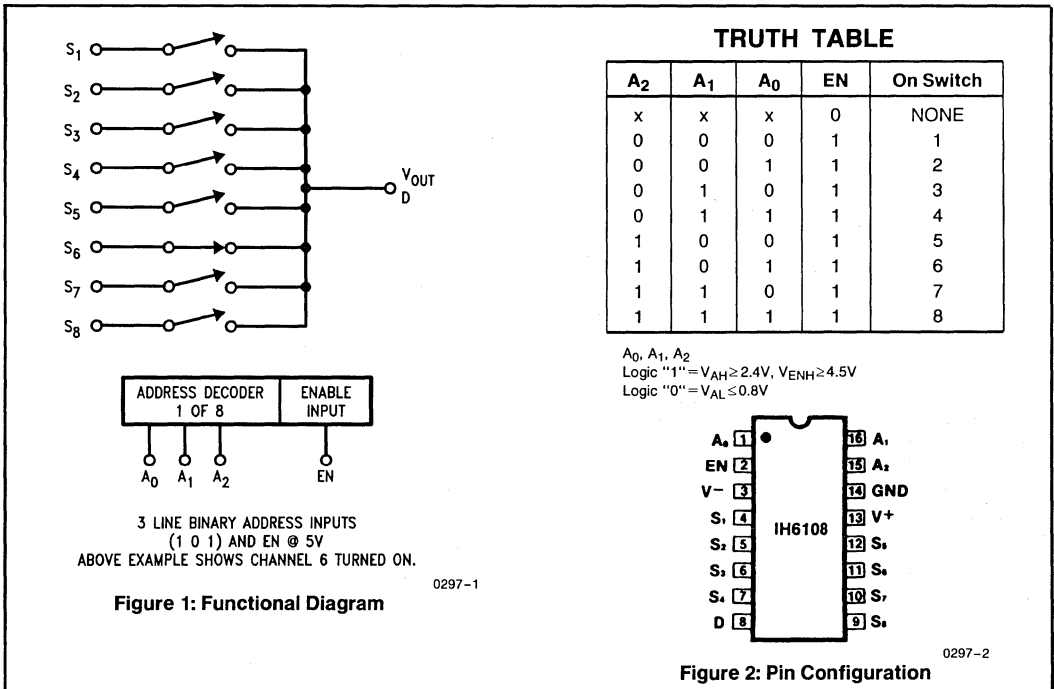 S1
S2
S3
S4
S5
S6
S7
S8
VOUT
D
ADDRESS DECODER
1 OF 8
ENABLE
INPUT
A0 A1 A2 EN
3 LINE BINARY ADDRESS INPUTS
(1 0 1) AND EN @ 5V
ABOVE EXAMPLE SHOWS CHANNEL 6 TURNED ON.
0297-1
Figure 1: Functional Diagram
TRUTH TABLE
A2 A1 A0 EN On Switch
x x x 0 NONE
0 0 0 1 1
0 0 1 1 2
0 1 0 1 3
0 1 1 1 4
1 0 0 1 5
1 0 1 1 6
1 1 0 1 7
1 1 1 1 8
A0, A1, A2
Logic "1" = VAH ≥ 2.4V, VENH ≥ 4.5V
Logic "0" = VAL ≤ 0.8V
A0 1 16 A1
EN 2 15 A2
V− 3 14 GND
S1 4 13 V+
S2 5 12 S5
S3 6 11 S6
S4 7 10 S7
D 8 9 S8
IH6108
0297-2
Figure 2: Pin Configuration